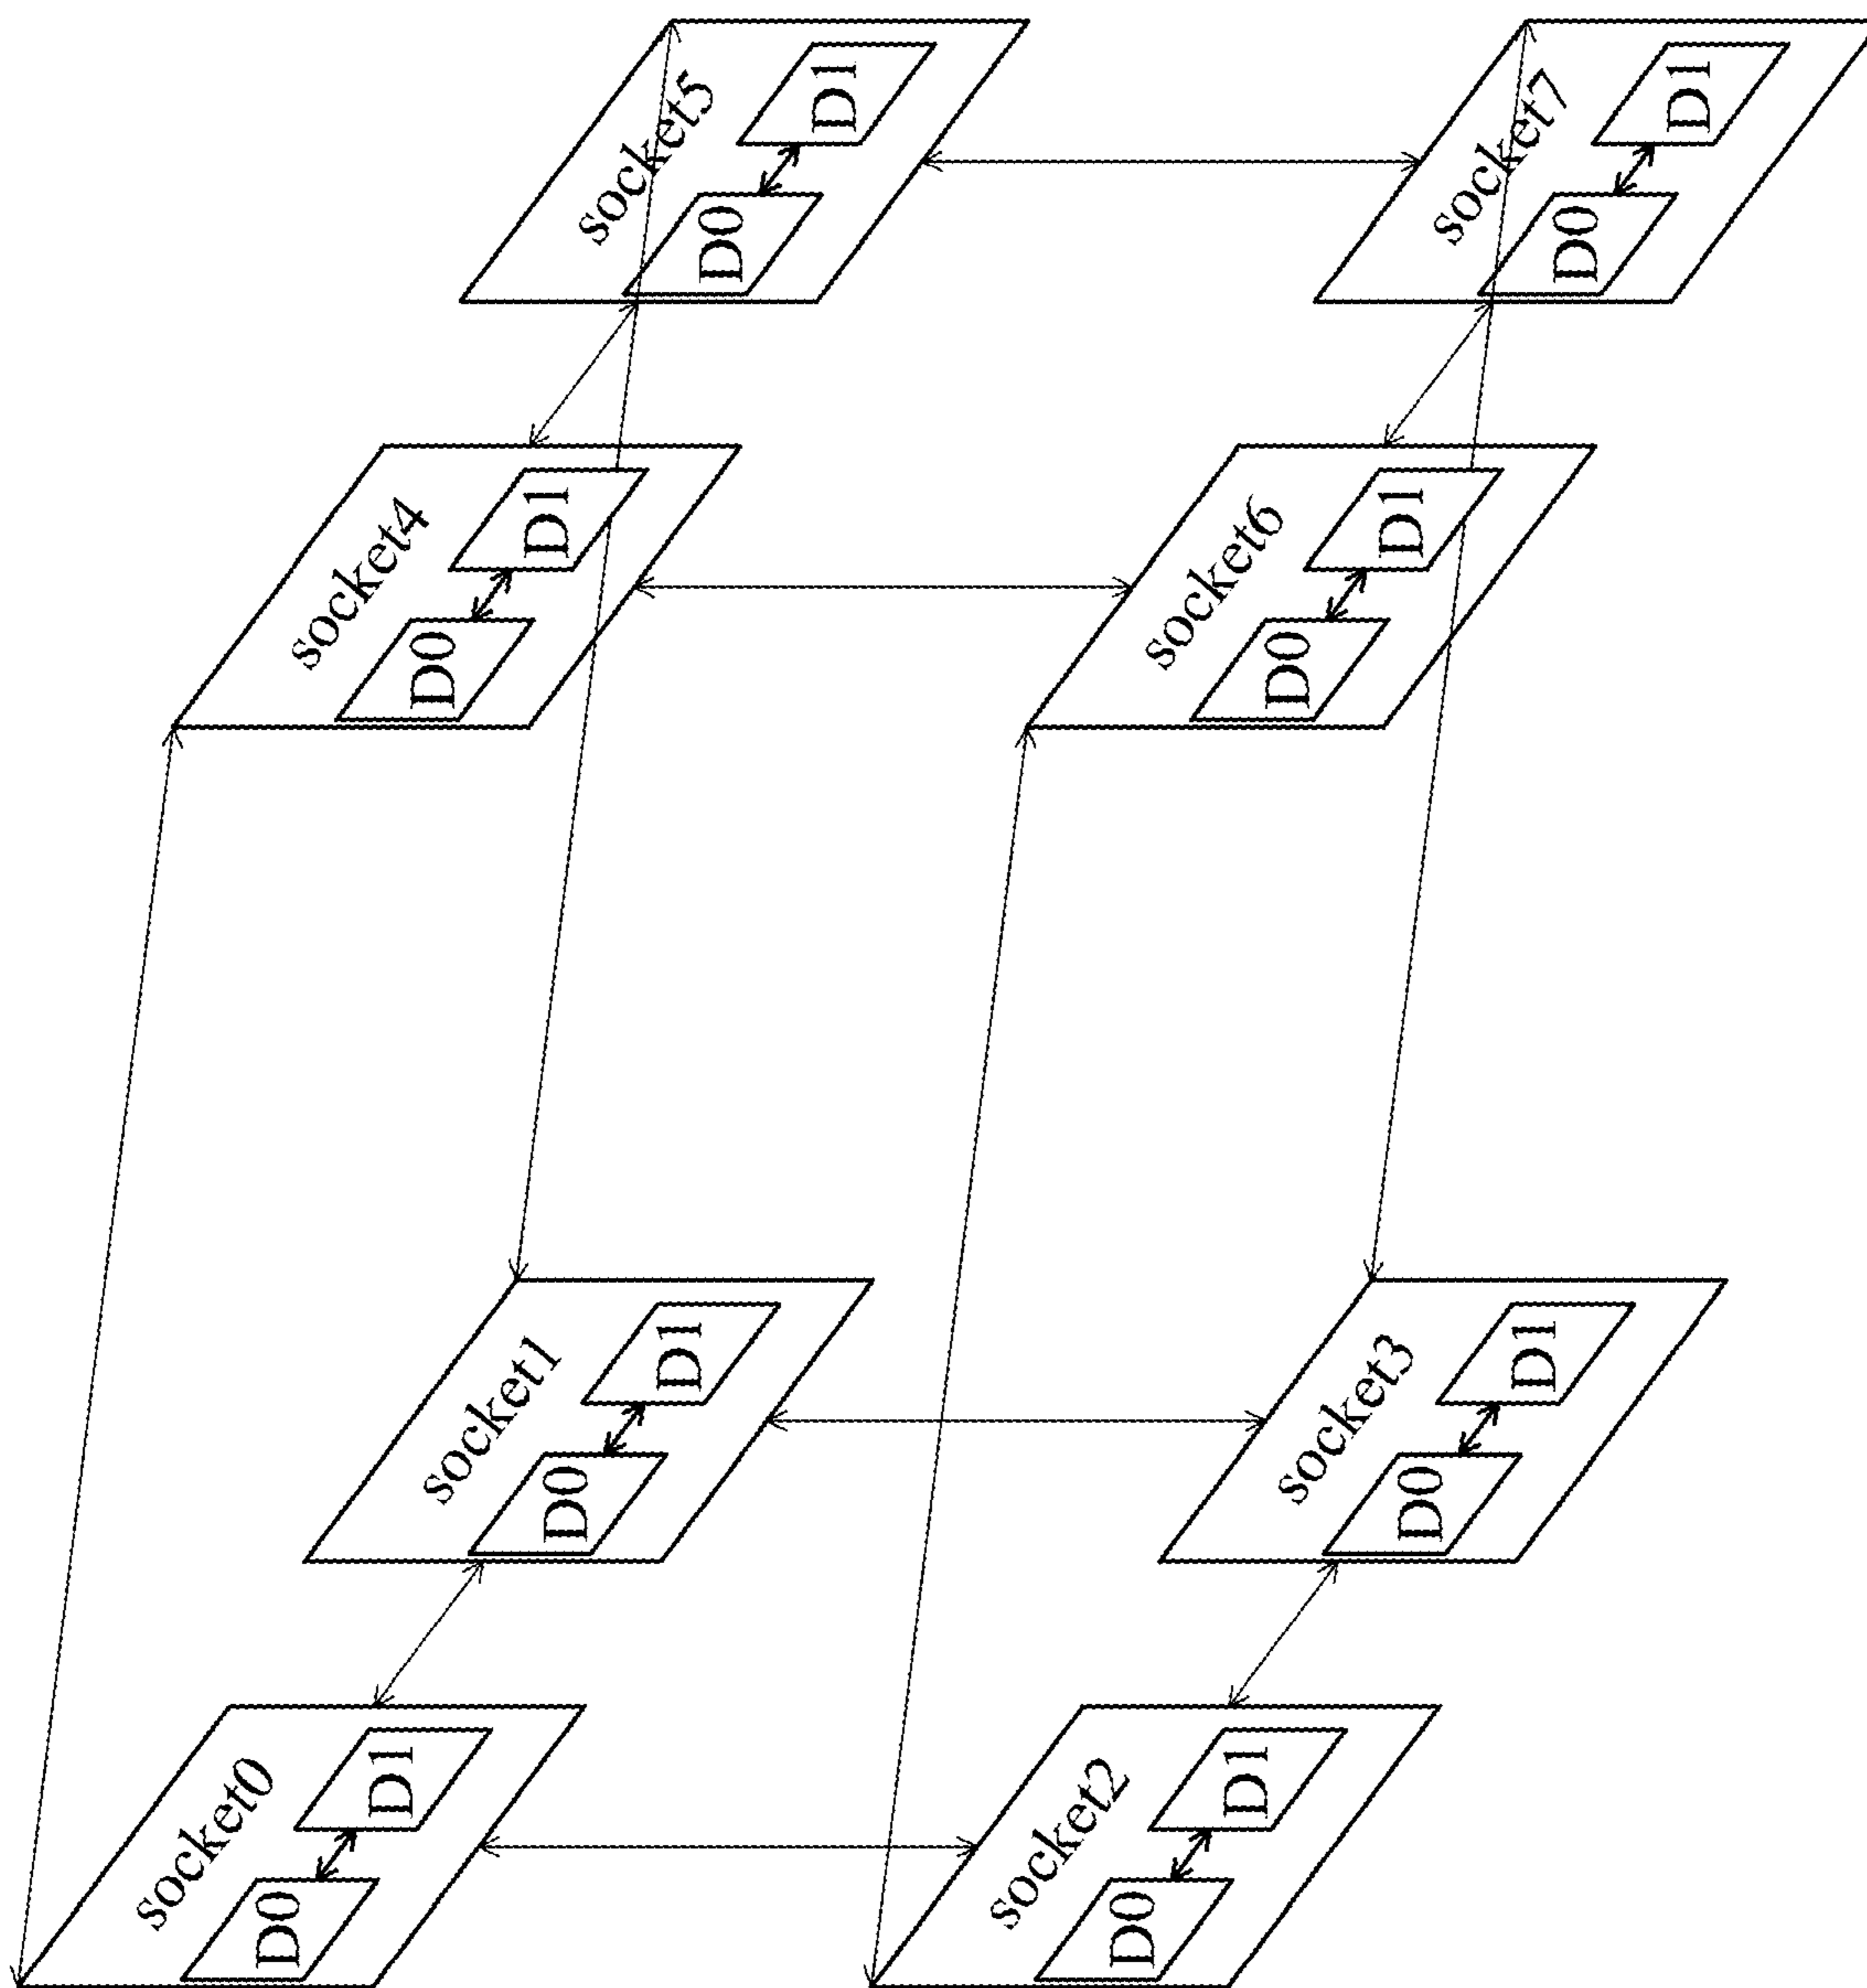 socket0
D0
D1
socket1
D0
D1
socket4
D0
D1
socket5
D0
D1
socket2
D0
D1
socket3
D0
D1
socket6
D0
D1
socket7
D0
D1